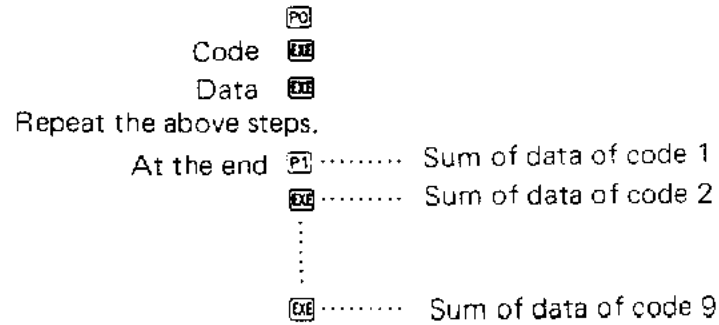 P0
Code EXE
Data EXE
Repeat the above steps.
At the end P1 ········· Sum of data of code 1
EXE ········· Sum of data of code 2
EXE ········· Sum of data of code 9